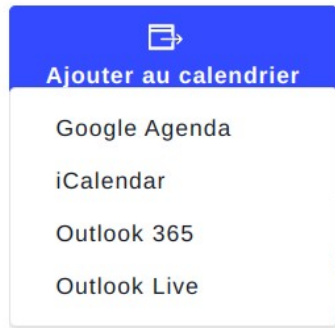 Ajouter au calendrier
Google Agenda
iCalendar
Outlook 365
Outlook Live